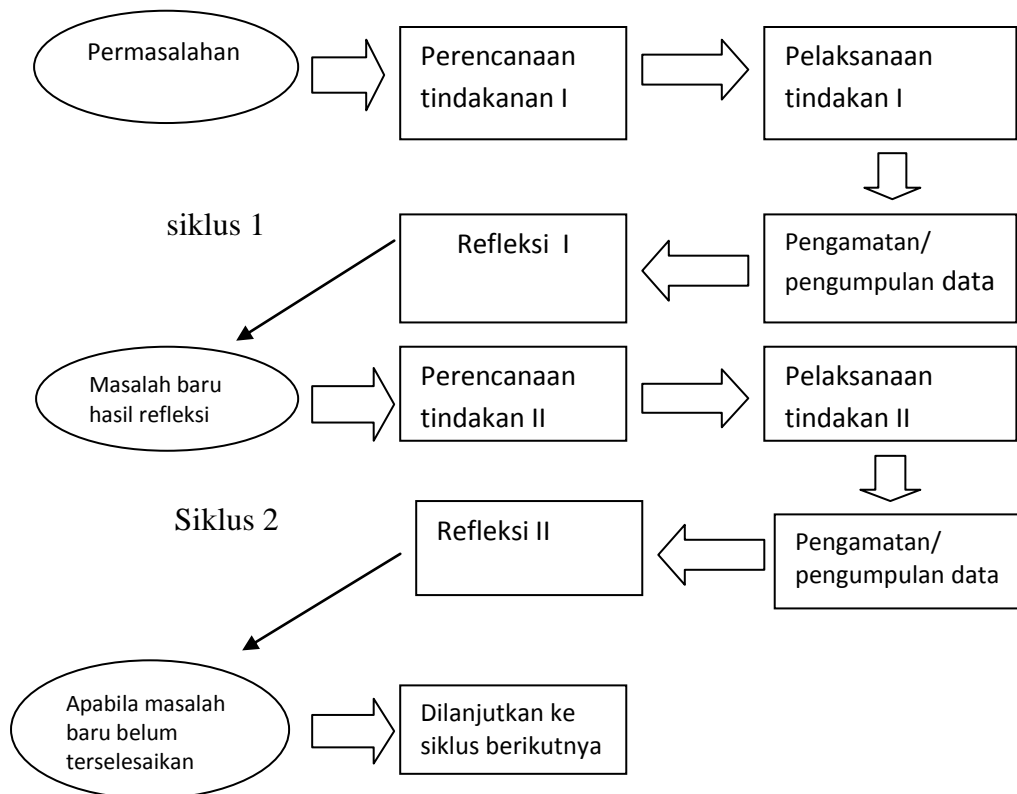 Permasalahan
Perencanaan
tindakanan I
Pelaksanaan
tindakan I
siklus 1
Refleksi I
Pengamatan/
pengumpulan data
Masalah baru
hasil refleksi
Perencanaan
tindakan II
Pelaksanaan
tindakan II
Siklus 2
Refleksi II
Pengamatan/
pengumpulan data
Apabila masalah
baru belum
terselesaikan
Dilanjutkan ke
siklus berikutnya